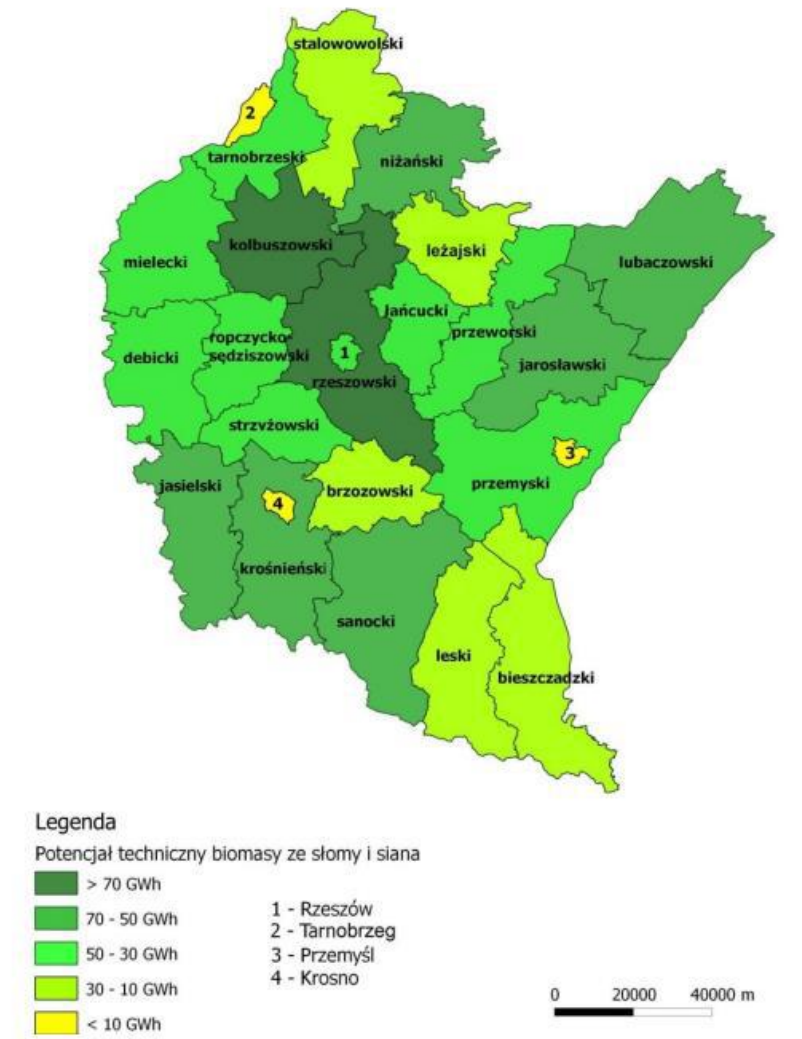 stalowowolski
2
tarnobrzeski
niżański
kolbuszowski
leżajski
lubaczowski
mielecki
łańcucki
przeworski
ropczycko-
sędziszowski
debicki
1
jarosławski
rzeszowski
strzyżowski
3
jasielski
brzozowski
przemyski
4
krośnieński
sanocki
leski
bieszczadzki
Legenda
Potencjał techniczny biomasy ze słomy i siana
> 70 GWh
70 - 50 GWh
50 - 30 GWh
30 - 10 GWh
< 10 GWh
1 - Rzeszów
2 - Tarnobrzeg
3 - Przemyśl
4 - Krosno
0 20000 40000 m